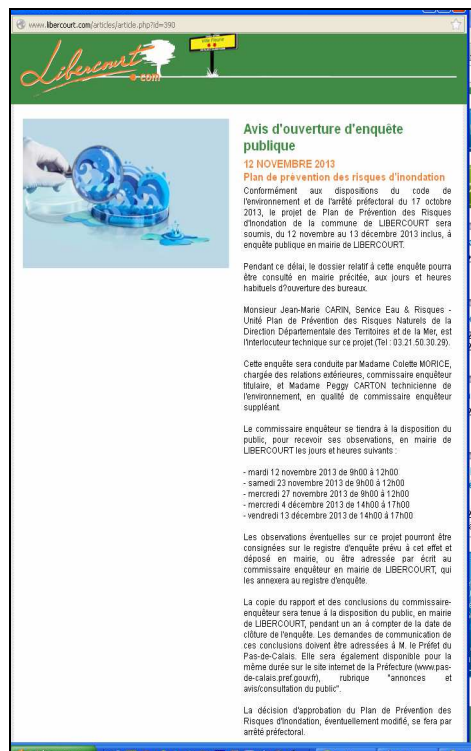 www.libercourt.com/articles/article.php?id=390
Libercourt
.com
Ville Fleurie
Avis d'ouverture d'enquête
publique
12 NOVEMBRE 2013
Plan de prévention des risques d'inondation
Conformément aux dispositions du code de
l'environnement et de l'arrêté préfectoral du 17 octobre
2013, le projet de Plan de Prévention des Risques
d'Inondation de la commune de LIBERCOURT sera
soumis, du 12 novembre au 13 décembre 2013 inclus, à
enquête publique en mairie de LIBERCOURT.
Pendant ce délai, le dossier relatif à cette enquête pourra
être consulté en mairie précitée, aux jours et heures
habituels d?ouverture des bureaux.
Monsieur Jean-Marie CARIN, Service Eau & Risques -
Unité Plan de Prévention des Risques Naturels de la
Direction Départementale des Territoires et de la Mer, est
l'interlocuteur technique sur ce projet (Tel : 03.21.50.30.29).
Cette enquête sera conduite par Madame Colette MORICE,
chargée des relations extérieures, commissaire enquêteur
titulaire, et Madame Peggy CARTON technicienne de
l'environnement, en qualité de commissaire enquêteur
suppléant.
Le commissaire enquêteur se tiendra à la disposition du
public, pour recevoir ses observations, en mairie de
LIBERCOURT les jours et heures suivants :
- mardi 12 novembre 2013 de 9h00 à 12h00
- samedi 23 novembre 2013 de 9h00 à 12h00
- mercredi 27 novembre 2013 de 9h00 à 12h00
- mercredi 4 décembre 2013 de 14h00 à 17h00
- vendredi 13 décembre 2013 de 14h00 à 17h00
Les observations éventuelles sur ce projet pourront être
consignées sur le registre d'enquête prévu à cet effet et
déposé en mairie, ou être adressée par écrit au
commissaire enquêteur en mairie de LIBERCOURT, qui
les annexera au registre d'enquête.
La copie du rapport et des conclusions du commissaire-
enquêteur sera tenue à la disposition du public, en mairie
de LIBERCOURT, pendant un an à compter de la date de
clôture de l'enquête. Les demandes de communication de
ces conclusions doivent être adressées à M. le Préfet du
Pas-de-Calais. Elle sera également disponible pour la
même durée sur le site internet de la Préfecture (www.pas-
de-calais.pref.gouv.fr), rubrique "annonces et
avis/consultation du public".
La décision d'approbation du Plan de Prévention des
Risques d'Inondation, éventuellement modifié, se fera par
arrêté préfectoral.